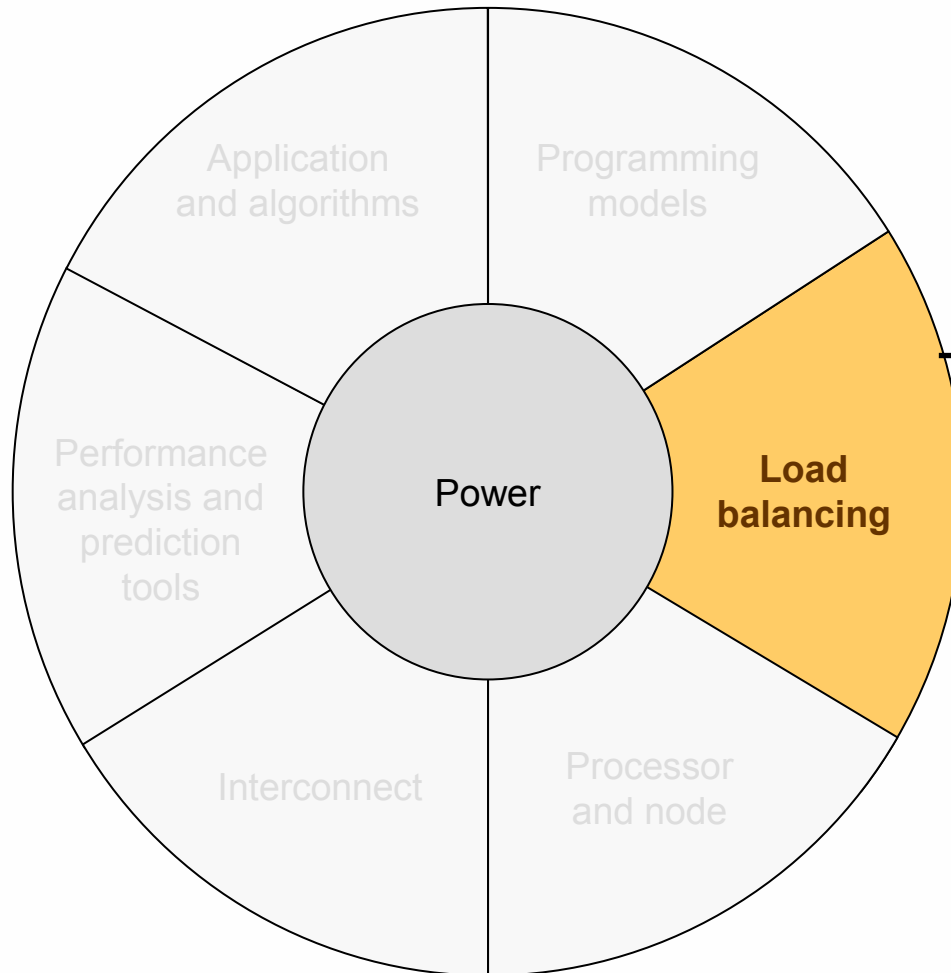 Application
and algorithms
Programming
models
Performance
analysis and
prediction
tools
Power
Load
balancing
Interconnect
Processor
and node